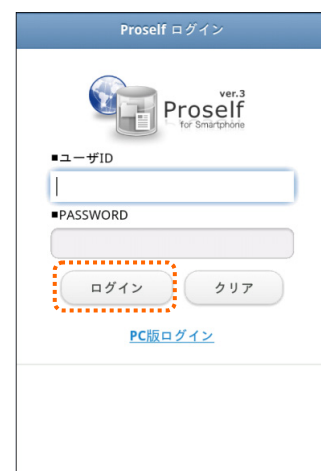 Proself ログイン
ver.3
Proself
for Smartphone
■ユーザID
■PASSWORD
ログイン クリア
PC版ログイン